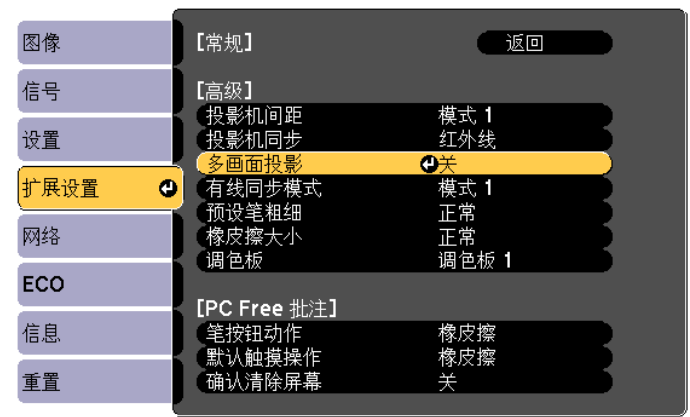 图像
信号
设置
扩展设置
网络
ECO
信息
重置
[常规] 返回
[高级]
投影机间距 模式 1
投影机同步 红外线
多画面投影 关
有线同步模式 模式 1
预设笔粗细 正常
橡皮擦大小 正常
调色板 调色板 1
[PC Free 批注]
笔按钮动作 橡皮擦
默认触摸操作 橡皮擦
确认清除屏幕 关